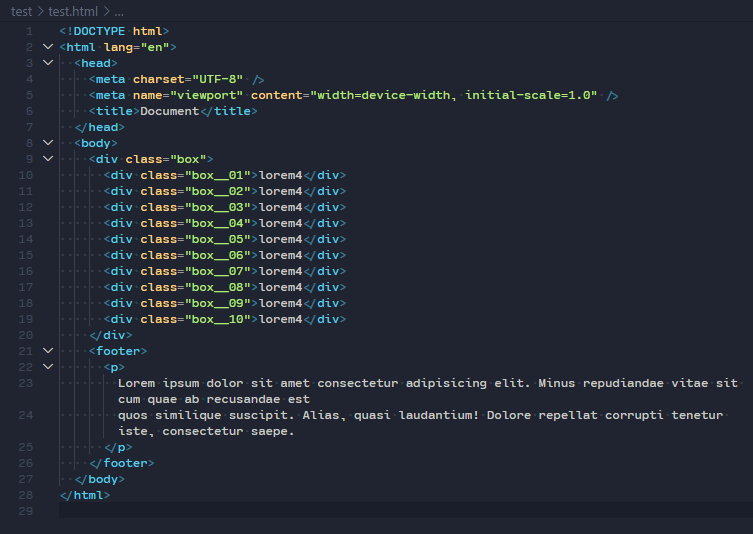 test > test.html > ...
1 <!DOCTYPE html>
2 <html lang="en">
3 <head>
4 <meta charset="UTF-8" />
5 <meta name="viewport" content="width=device-width, initial-scale=1.0" />
6 <title>Document</title>
7 </head>
8 <body>
9 <div class="box">
10 <div class="box__01">lorem4</div>
11 <div class="box__02">lorem4</div>
12 <div class="box__03">lorem4</div>
13 <div class="box__04">lorem4</div>
14 <div class="box__05">lorem4</div>
15 <div class="box__06">lorem4</div>
16 <div class="box__07">lorem4</div>
17 <div class="box__08">lorem4</div>
18 <div class="box__09">lorem4</div>
19 <div class="box__10">lorem4</div>
20 </div>
21 <footer>
22 <p>
23 Lorem ipsum dolor sit amet consectetur adipisicing elit. Minus repudiandae vitae sit
cum quae ab recusandae est
24 quos similique suscipit. Alias, quasi laudantium! Dolore repellat corrupti tenetur
iste, consectetur saepe.
25 </p>
26 </footer>
27 </body>
28 </html>
29